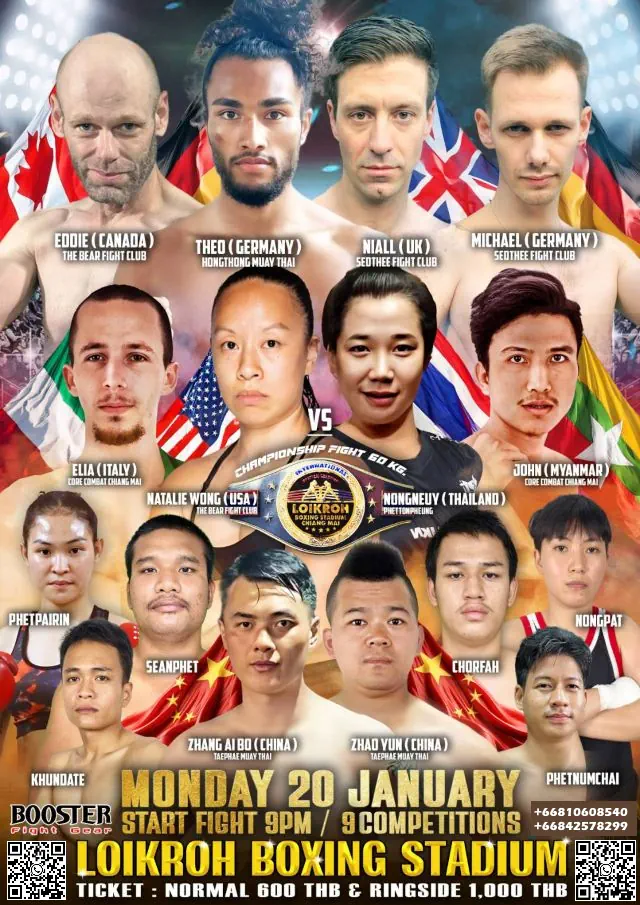 EDDIE ( CANADA )
THE BEAR FIGHT CLUB
THEO ( GERMANY )
HONGTHONG MUAY THAI
NIALL ( UK )
SEOTHEE FIGHT CLUB
MICHAEL ( GERMANY )
SEOTHEE FIGHT CLUB
VS
ELIA ( ITALY )
CORE COMBAT CHIANG MAI
JOHN ( MYANMAR )
CORE COMBAT CHIANG MAI
CHAMPIONSHIP FIGHT 60 KG.
INTERNATIONAL
LOIKROH
BOXING STADIUM
CHIANG MAI
NATALIE WONG ( USA )
THE BEAR FIGHT CLUB
NONGNEUY ( THAILAND )
PHETTONPHEUNG
PHETPAIRIN
NONGPAT
SEANPHET
CHORFAH
ZHANG AI BO ( CHINA )
TAEPHAE MUAY THAI
ZHAO YUN ( CHINA )
TAEPHAE MUAY THAI
KHUNDATE
PHETNUMCHAI
MONDAY 20 JANUARY
START FIGHT 9PM / 9 COMPETITIONS
BOOSTER
Fight Gear
+66810608540
+66842578299
LOIKROH BOXING STADIUM
TICKET : NORMAL 600 THB & RINGSIDE 1,000 THB